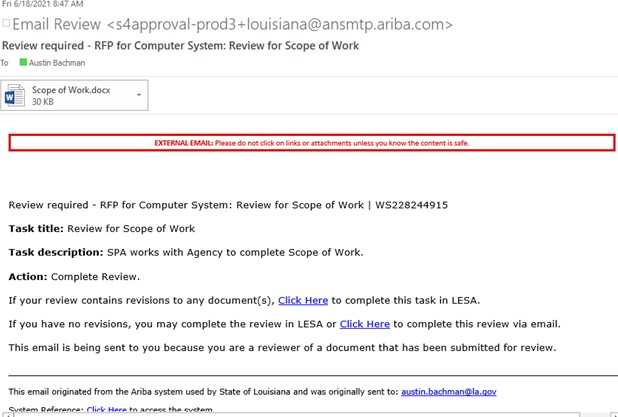 Fri 6/18/2021 8:47 AM
Email Review <s4approval-prod3+louisiana@ansmtp.ariba.com>
Review required - RFP for Computer System: Review for Scope of Work
To Austin Bachman
Scope of Work.docx
30 KB
EXTERNAL EMAIL: Please do not click on links or attachments unless you know the content is safe.
Review required - RFP for Computer System: Review for Scope of Work | WS228244915
Task title: Review for Scope of Work
Task description: SPA works with Agency to complete Scope of Work.
Action: Complete Review.
If your review contains revisions to any document(s), Click Here to complete this task in LESA.
If you have no revisions, you may complete the review in LESA or Click Here to complete this review via email.
This email is being sent to you because you are a reviewer of a document that has been submitted for review.
This email originated from the Ariba system used by State of Louisiana and was originally sent to: austin.bachman@la.gov
System Reference: Click Here to access the system